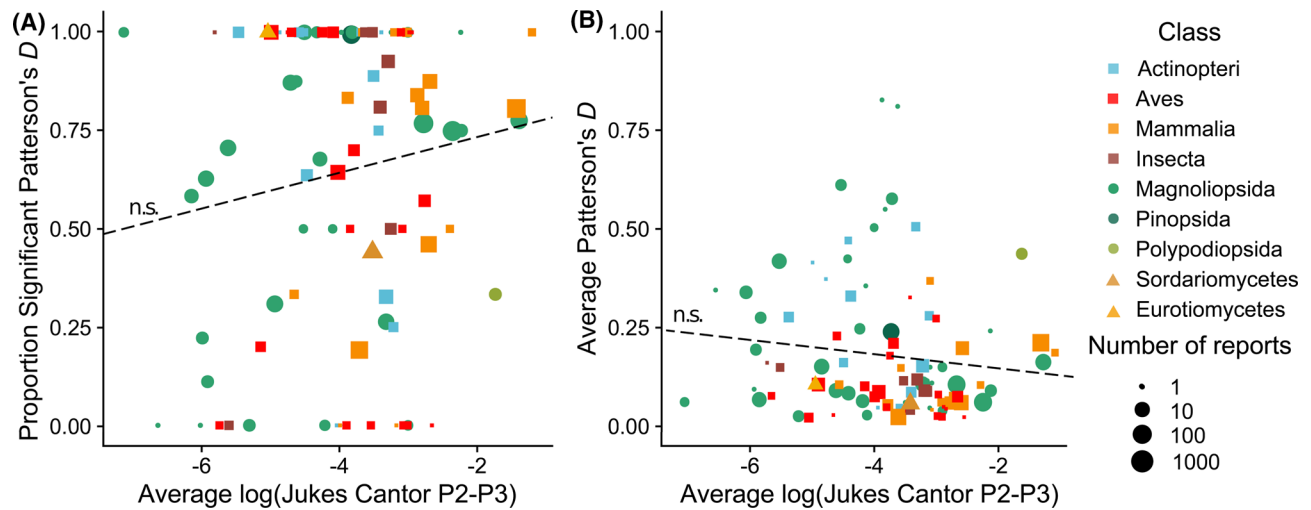 (A)
Proportion Significant Patterson's D
1.00
0.75
0.50
0.25
0.00
n.s.
-6
-4
-2
Average log(Jukes Cantor P2-P3)
(B)
Average Patterson's D
1.00
0.75
0.50
0.25
0.00
n.s.
-6
-4
-2
Average log(Jukes Cantor P2-P3)
Class
Actinopteri
Aves
Mammalia
Insecta
Magnoliopsida
Pinopsida
Polypodiopsida
Sordariomycetes
Eurotiomycetes
Number of reports
1
10
100
1000